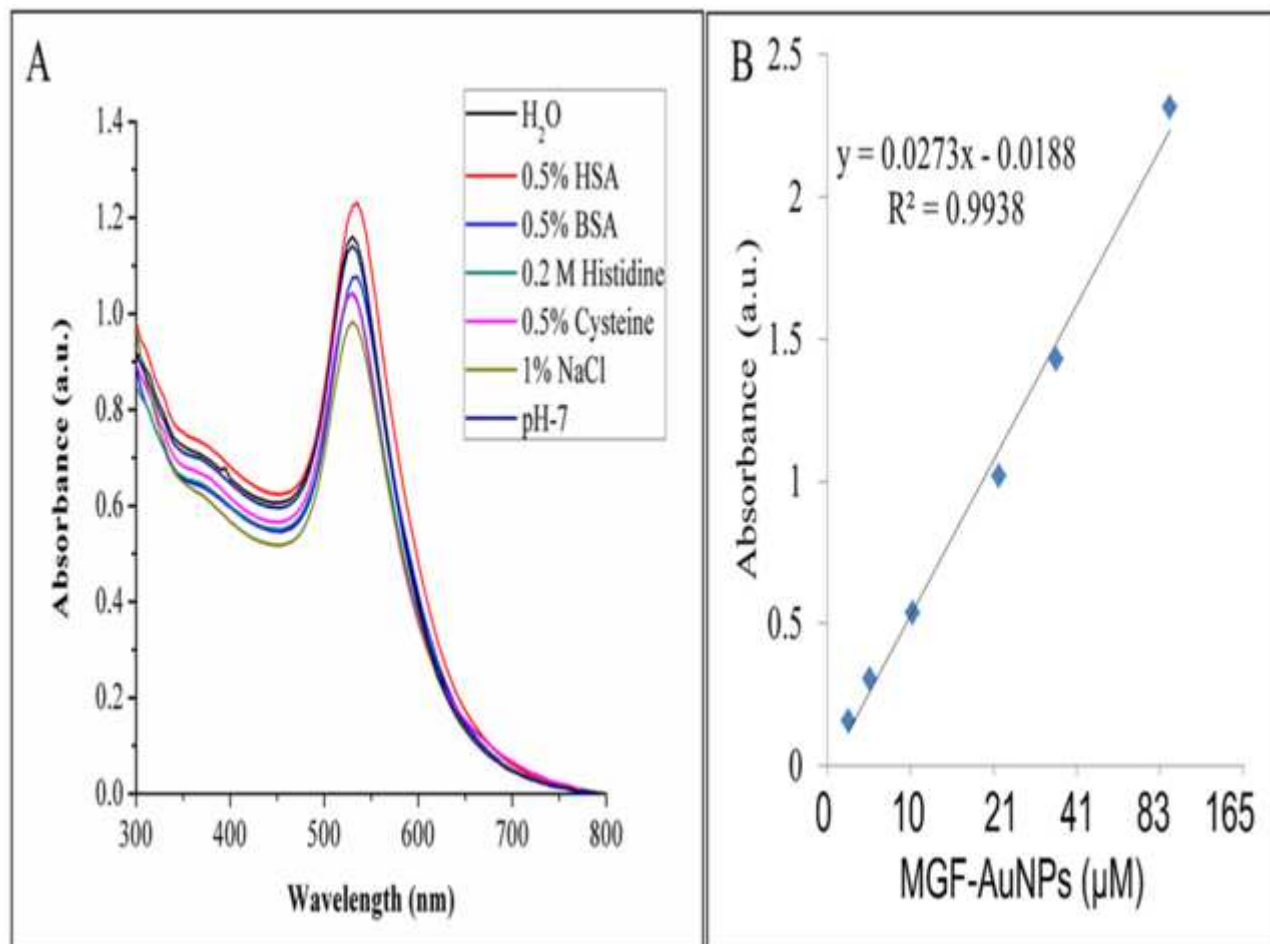 A
1.4
1.2
1.0
0.8
0.6
0.4
0.2
0.0
300 400 500 600 700 800
Absorbance (a.u.)
Wavelength (nm)
H₂O
0.5% HSA
0.5% BSA
0.2 M Histidine
0.5% Cysteine
1% NaCl
pH-7
B
2.5
2
1.5
1
0.5
0
0 10 21 41 83 165
Absorbance (a.u.)
MGF-AuNPs (µM)
y = 0.0273x - 0.0188
R² = 0.9938